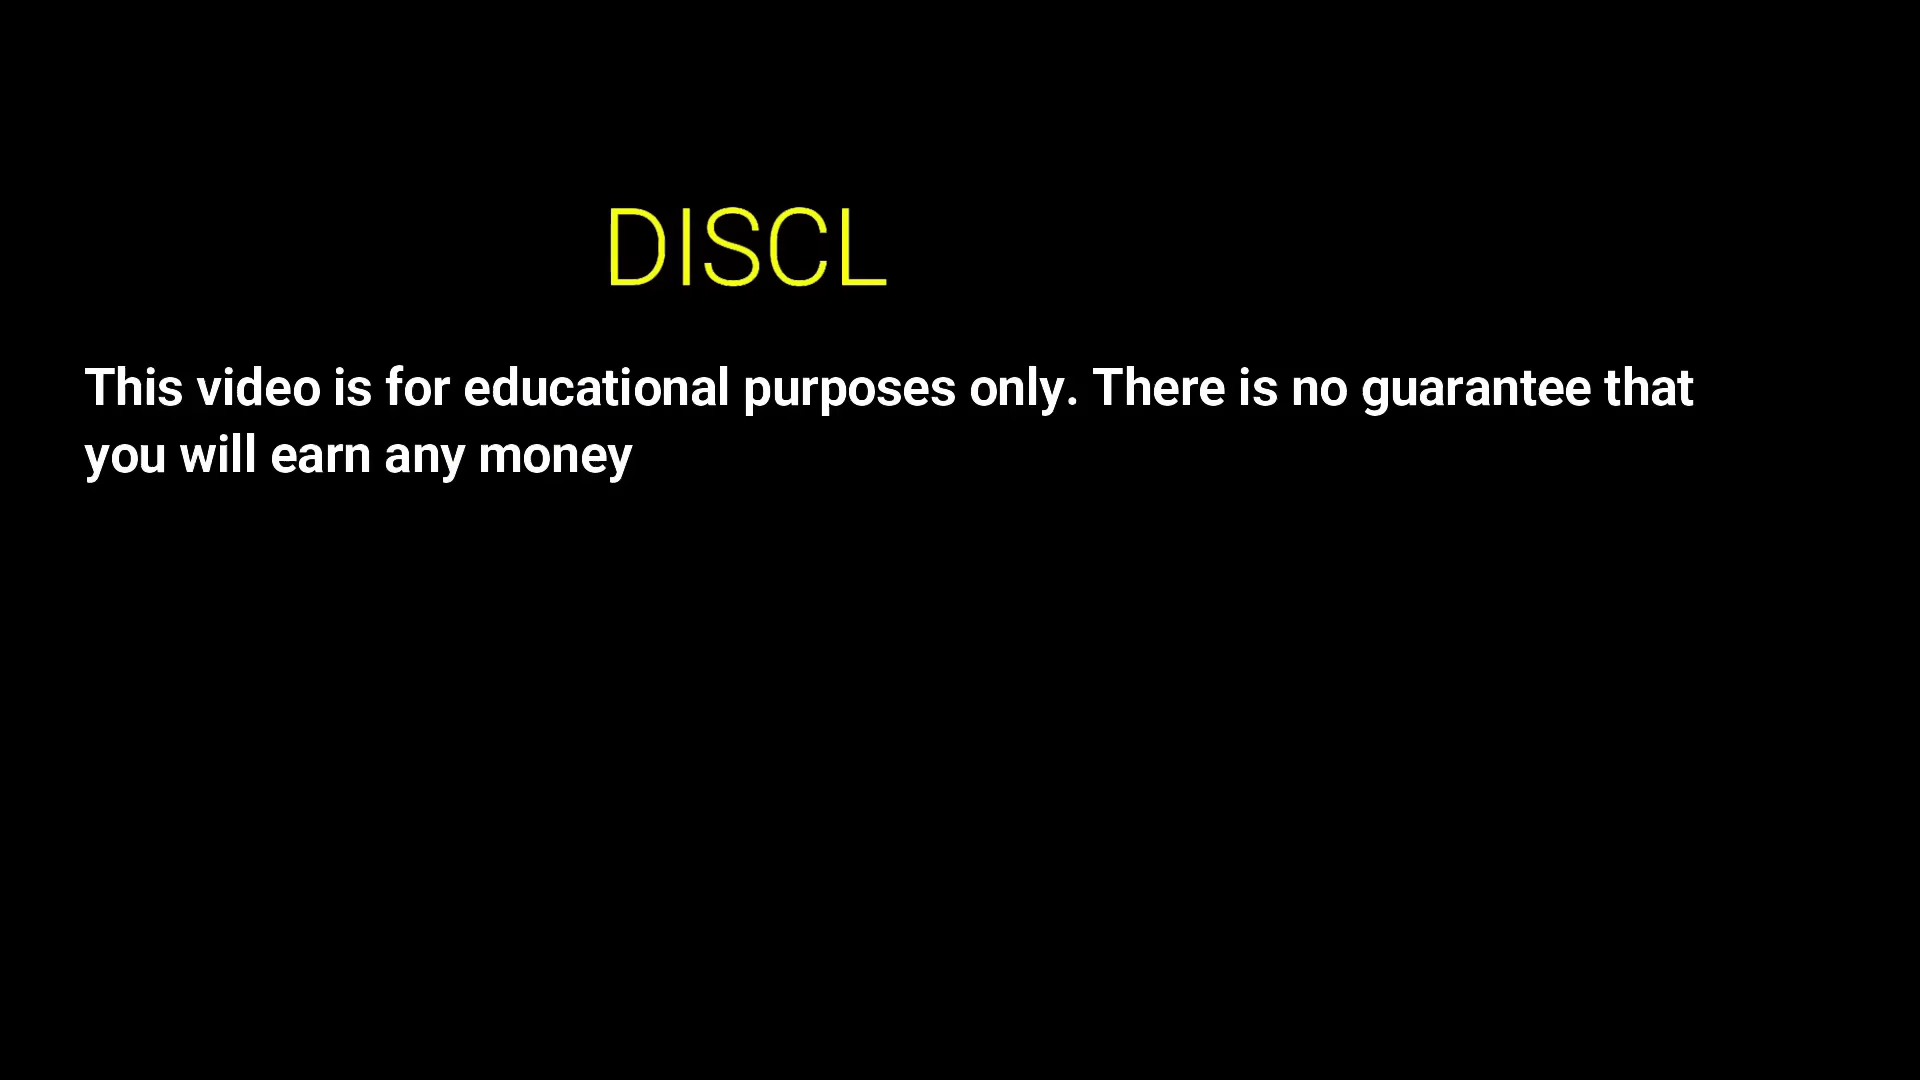 DISCL
This video is for educational purposes only. There is no guarantee that
you will earn any money